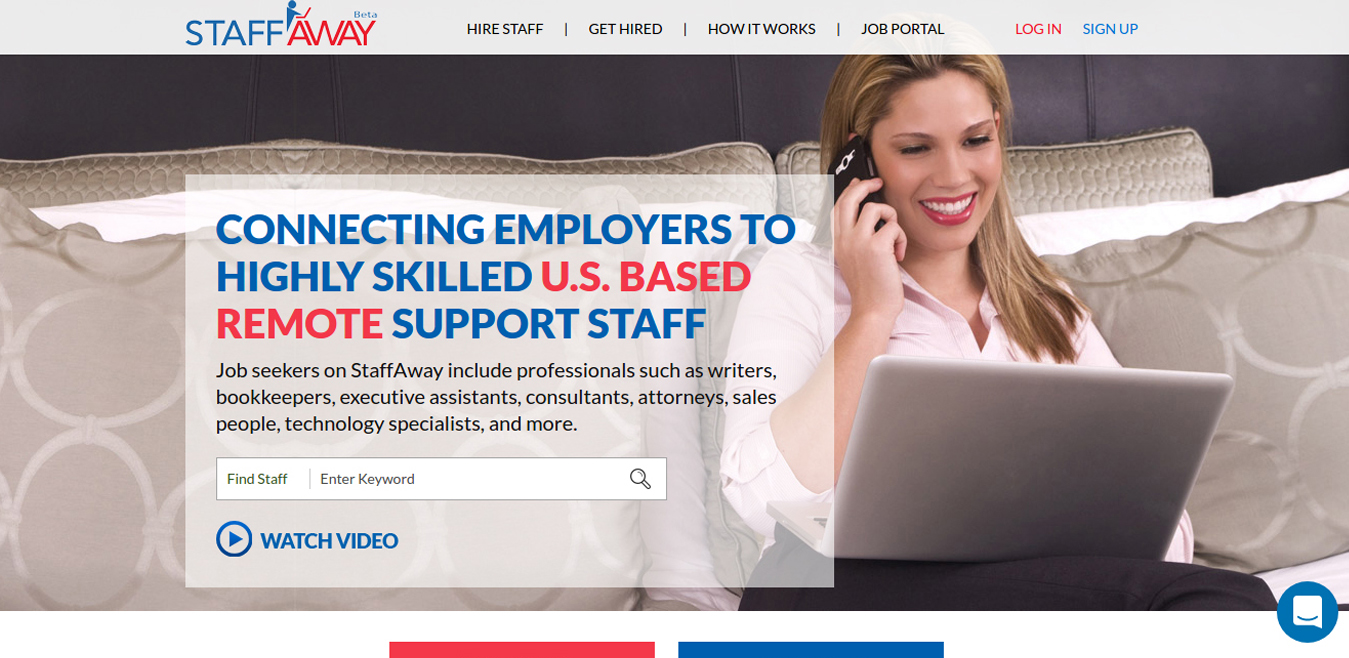 STAFFAWAY Beta
HIRE STAFF | GET HIRED | HOW IT WORKS | JOB PORTAL LOG IN SIGN UP
CONNECTING EMPLOYERS TO
HIGHLY SKILLED U.S. BASED
REMOTE SUPPORT STAFF
Job seekers on StaffAway include professionals such as writers,
bookkeepers, executive assistants, consultants, attorneys, sales
people, technology specialists, and more.
Find Staff Enter Keyword
WATCH VIDEO